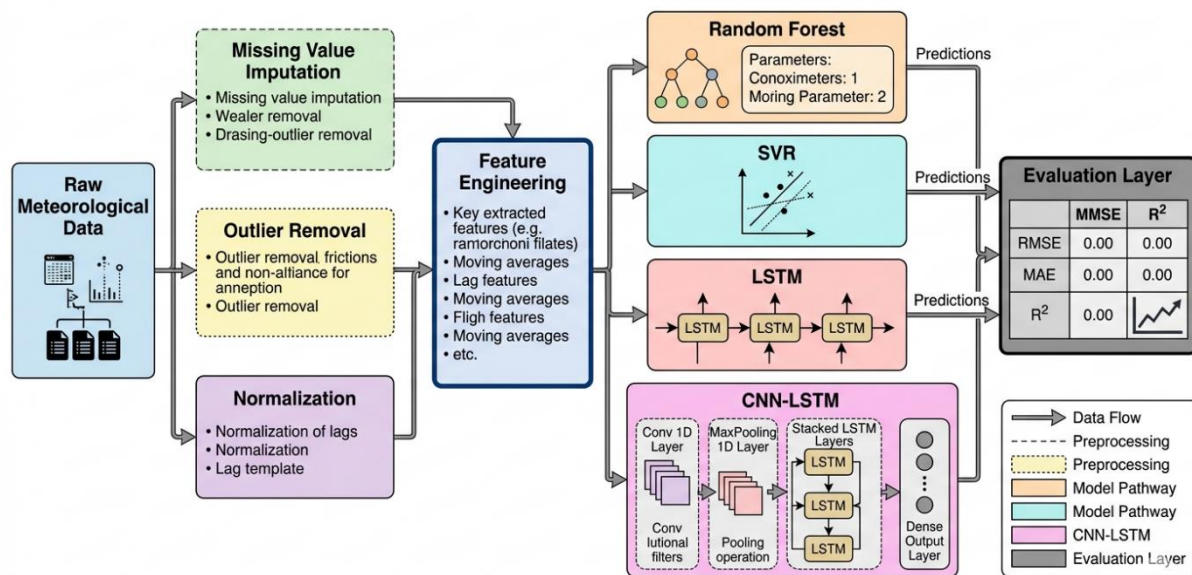 Raw
Meteorological
Data
Missing Value
Imputation
• Missing value imputation
• Wealer removal
• Drasing-outlier removal
Outlier Removal
• Outlier removal, frictions
and non-altiance for
anneption
• Outlier removal
Normalization
• Normalization of lags
• Normalization
• Lag template
Feature
Engineering
• Key extracted
features (e.g.
ramorchoni filates)
• Moving averages
• Lag features
• Moving averages
• Fligh features
• Moving averages
• etc.
Random Forest
Parameters:
Conoximeters: 1
Moring Parameter: 2
SVR
LSTM
LSTM
LSTM
LSTM
CNN-LSTM
Conv 1D
Layer
Conv
lutional
filters
MaxPooling
1D Layer
Pooling
operation
Stacked LSTM
Layers
LSTM
LSTM
LSTM
Dense
Output
Layer
Predictions
Predictions
Predictions
Evaluation Layer
MMSE R²
RMSE 0.00 0.00
MAE 0.00 0.00
R² 0.00
Data Flow
Preprocessing
Preprocessing
Model Pathway
Model Pathway
CNN-LSTM
Evaluation Layer